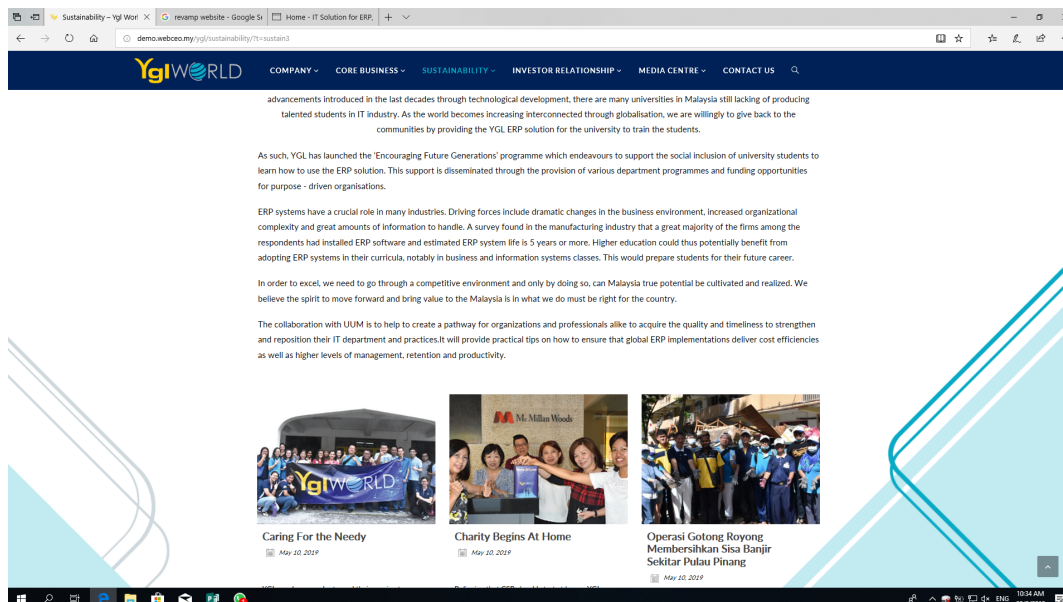 Sustainability – Ygl Worl
revamp website - Google Se
Home - IT Solution for ERP,
demo.webceo.my/ygl/sustainability/?t=sustain3
YglWORLD
COMPANY
CORE BUSINESS
SUSTAINABILITY
INVESTOR RELATIONSHIP
MEDIA CENTRE
CONTACT US
advancements introduced in the last decades through technological development, there are many universities in Malaysia still lacking of producing
talented students in IT industry. As the world becomes increasing interconnected through globalisation, we are willingly to give back to the
communities by providing the YGL ERP solution for the university to train the students.
As such, YGL has launched the 'Encouraging Future Generations' programme which endeavours to support the social inclusion of university students to
learn how to use the ERP solution. This support is disseminated through the provision of various department programmes and funding opportunities
for purpose - driven organisations.
ERP systems have a crucial role in many industries. Driving forces include dramatic changes in the business environment, increased organizational
complexity and great amounts of information to handle. A survey found in the manufacturing industry that a great majority of the firms among the
respondents had installed ERP software and estimated ERP system life is 5 years or more. Higher education could thus potentially benefit from
adopting ERP systems in their curricula, notably in business and information systems classes. This would prepare students for their future career.
In order to excel, we need to go through a competitive environment and only by doing so, can Malaysia true potential be cultivated and realized. We
believe the spirit to move forward and bring value to the Malaysia is in what we do must be right for the country.
The collaboration with UUM is to help to create a pathway for organizations and professionals alike to acquire the quality and timeliness to strengthen
and reposition their IT department and practices.It will provide practical tips on how to ensure that global ERP implementations deliver cost efficiencies
as well as higher levels of management, retention and productivity.
YglWORLD
McMillan Woods
Caring For the Needy
May 10, 2019
Charity Begins At Home
May 10, 2019
Operasi Gotong Royong
Membersihkan Sisa Banjir
Sekitar Pulau Pinang
May 10, 2019
ENG
10:34 AM